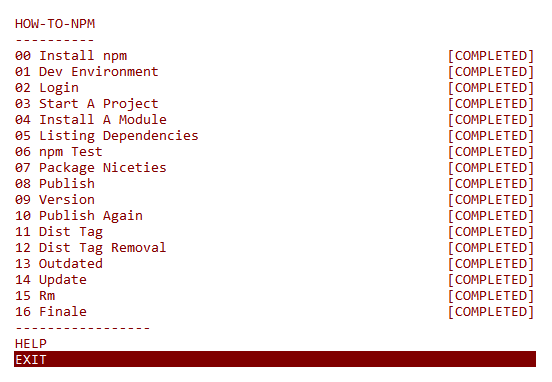 HOW-TO-NPM
----------
00 Install npm [COMPLETED]
01 Dev Environment [COMPLETED]
02 Login [COMPLETED]
03 Start A Project [COMPLETED]
04 Install A Module [COMPLETED]
05 Listing Dependencies [COMPLETED]
06 npm Test [COMPLETED]
07 Package Niceties [COMPLETED]
08 Publish [COMPLETED]
09 Version [COMPLETED]
10 Publish Again [COMPLETED]
11 Dist Tag [COMPLETED]
12 Dist Tag Removal [COMPLETED]
13 Outdated [COMPLETED]
14 Update [COMPLETED]
15 Rm [COMPLETED]
16 Finale [COMPLETED]
-----------------
HELP
EXIT